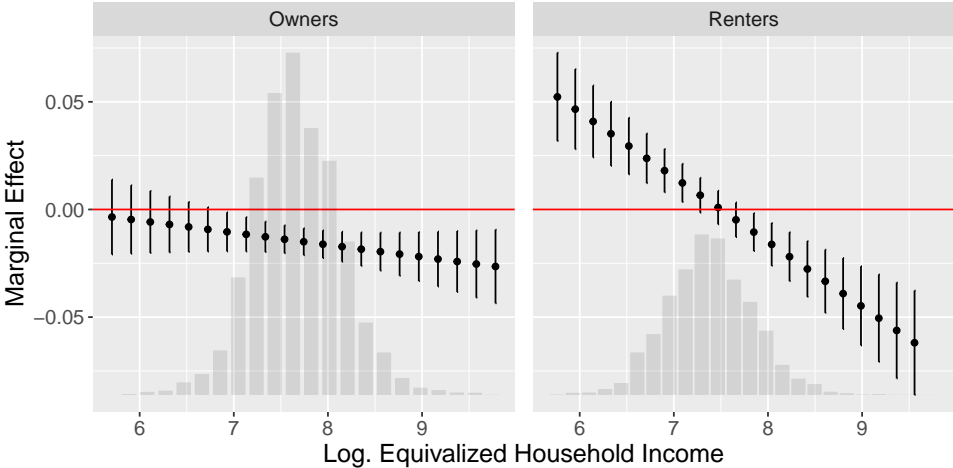 Owners
Renters
Marginal Effect
0.05
0.00
−0.05
6
7
8
9
6
7
8
9
Log. Equivalized Household Income